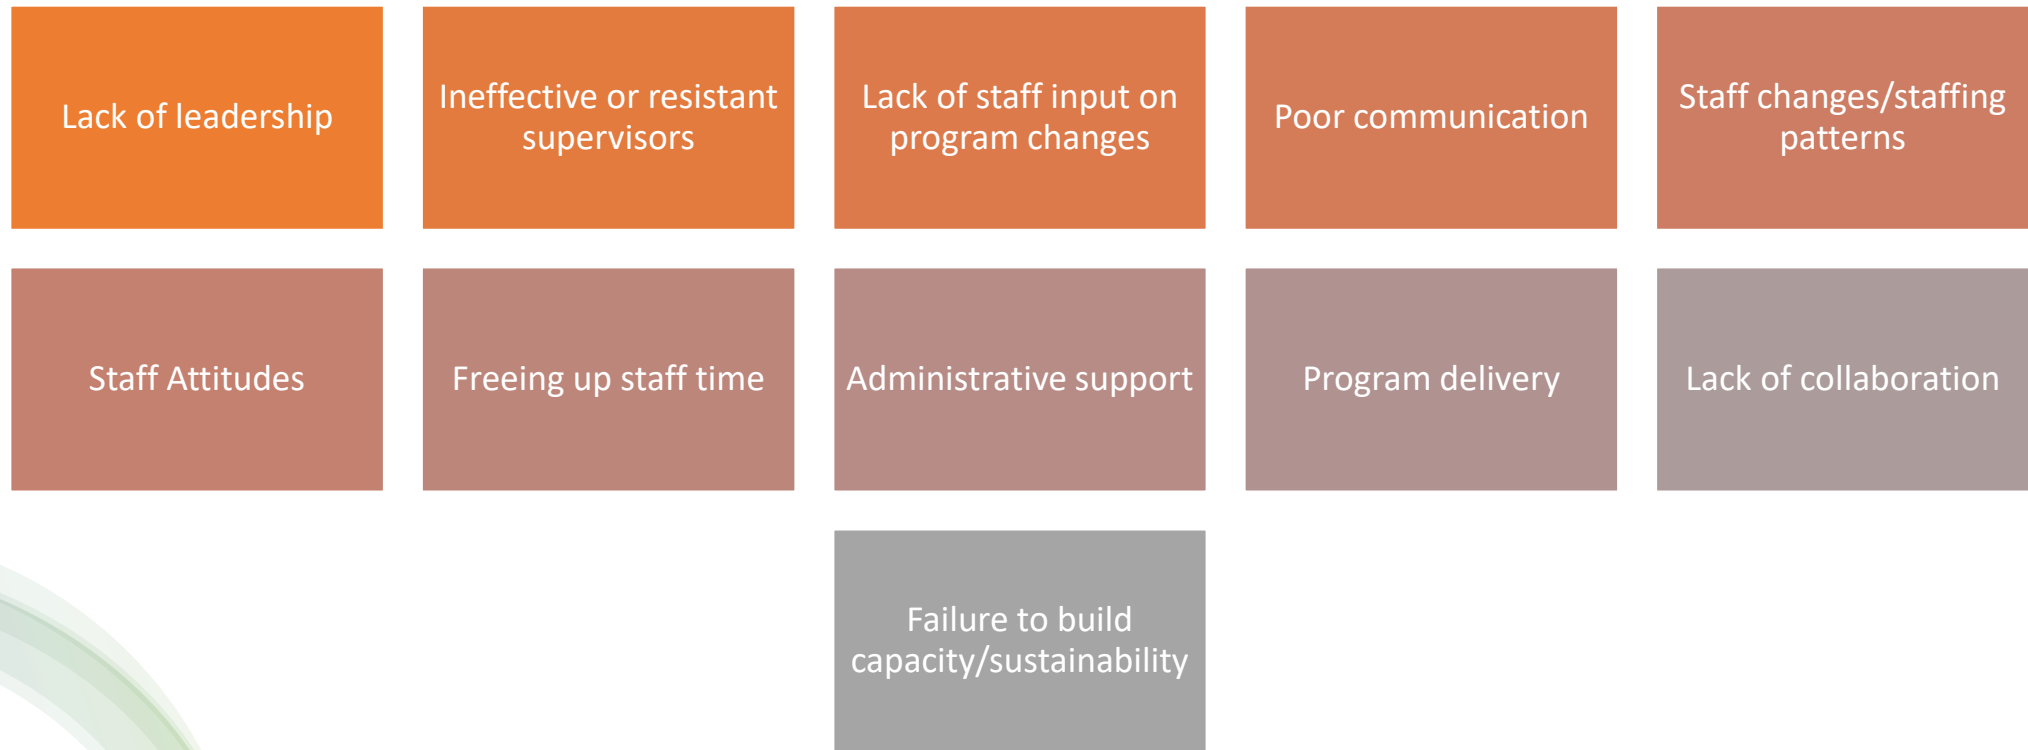 Lack of leadership
Ineffective or resistant
supervisors
Lack of staff input on
program changes
Poor communication
Staff changes/staffing
patterns
Staff Attitudes
Freeing up staff time
Administrative support
Program delivery
Lack of collaboration
Failure to build
capacity/sustainability